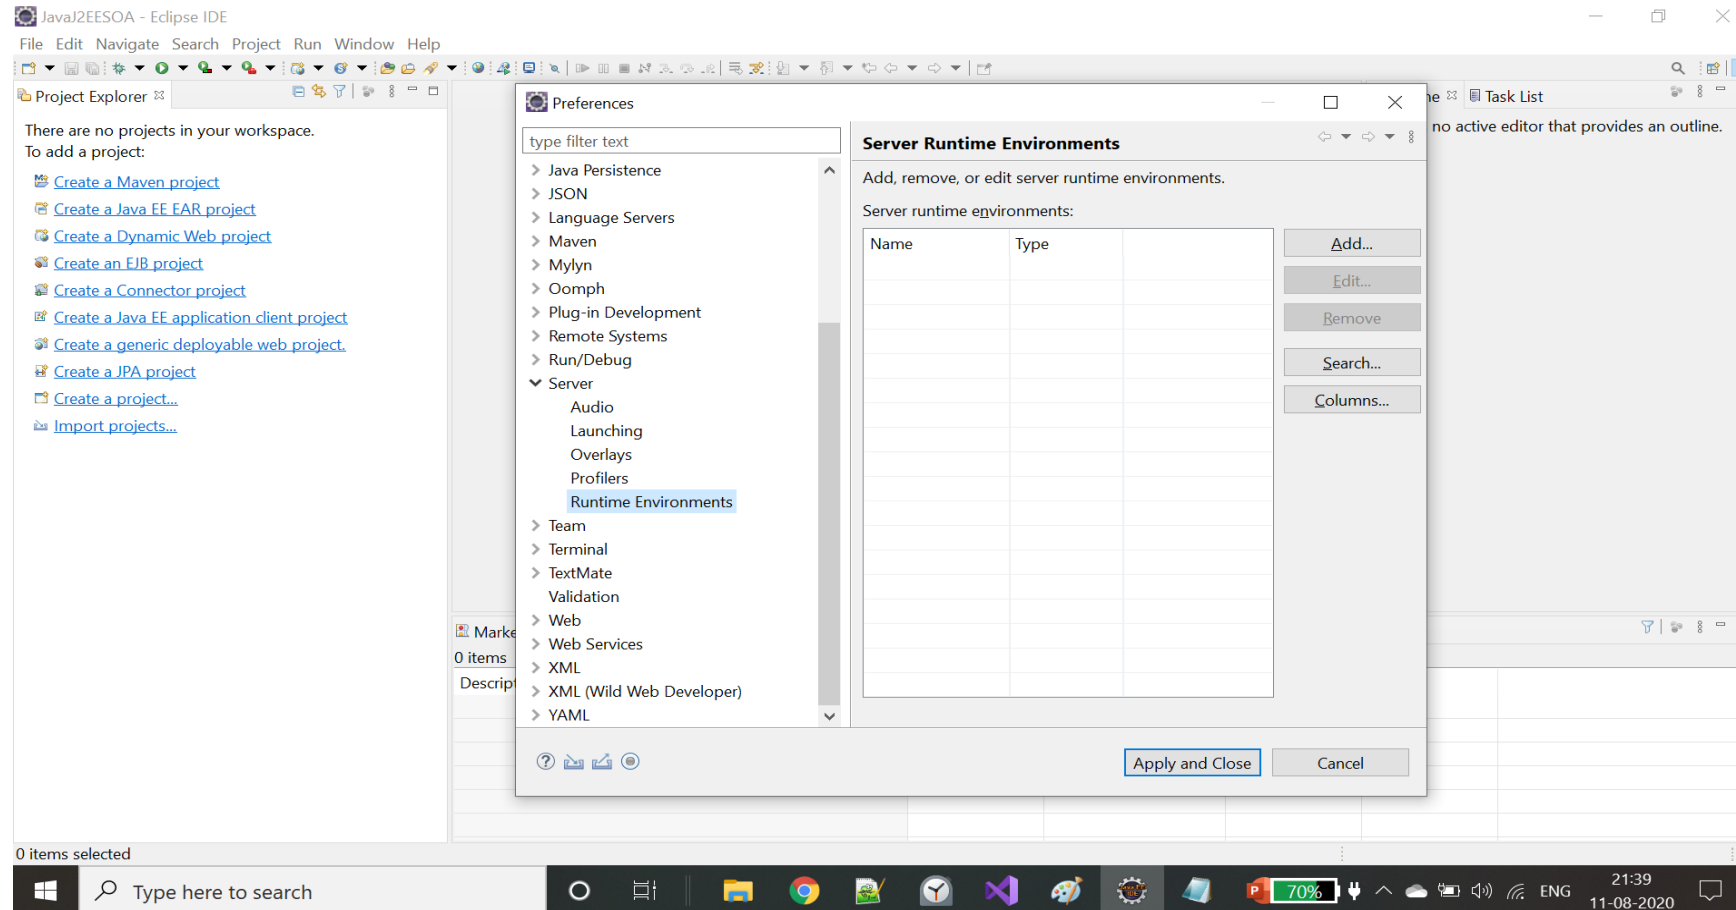 JavaJ2EESOA - Eclipse IDE
File Edit Navigate Search Project Run Window Help
Project Explorer
There are no projects in your workspace.
To add a project:
Create a Maven project
Create a Java EE EAR project
Create a Dynamic Web project
Create an EJB project
Create a Connector project
Create a Java EE application client project
Create a generic deployable web project.
Create a JPA project
Create a project...
Import projects...
Preferences
type filter text
Java Persistence
JSON
Language Servers
Maven
Mylyn
Oomph
Plug-in Development
Remote Systems
Run/Debug
Server
Audio
Launching
Overlays
Profilers
Runtime Environments
Team
Terminal
TextMate
Validation
Web
Web Services
XML
XML (Wild Web Developer)
YAML
Server Runtime Environments
Add, remove, or edit server runtime environments.
Server runtime environments:
Name Type
Add...
Edit...
Remove
Search...
Columns...
Apply and Close Cancel
Task List
no active editor that provides an outline.
0 items
0 items selected
Type here to search
70%
ENG
21:39
11-08-2020